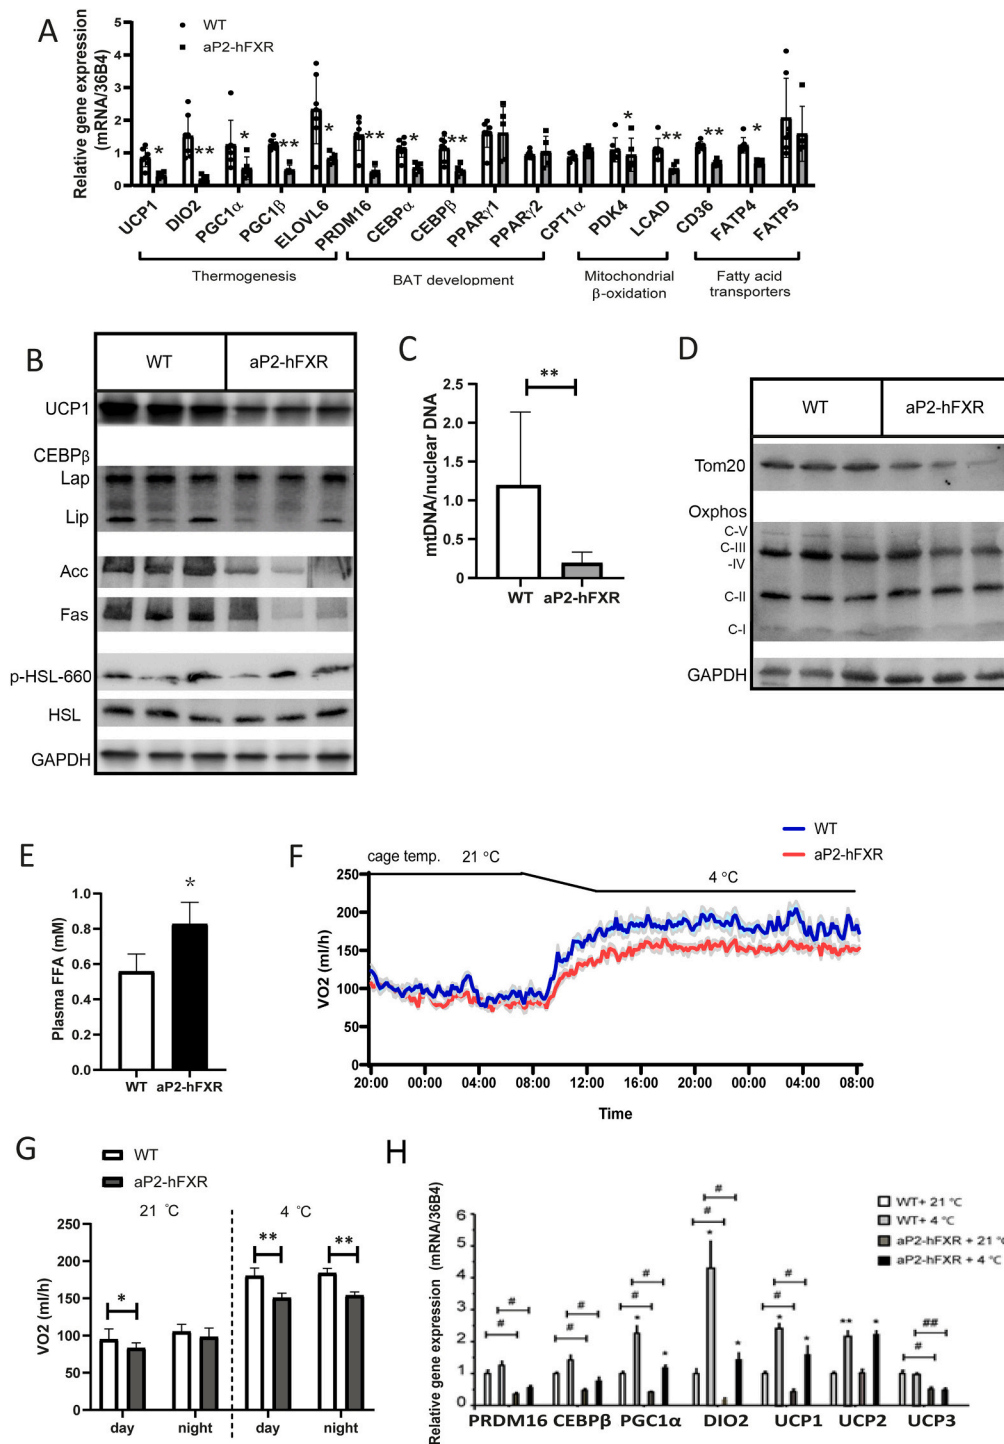 A
WT
aP2-hFXR
Relative gene expression
(mRNA/36B4)
5
4
3
2
1
0
* ** * ** * ** * ** * ** ** *
UCP1 DIO2 PGC1α PGC1β ELOVL6 PRDM16 CEBPα CEBPβ PPARγ1 PPARγ2 CPT1α PDK4 LCAD CD36 FATP4 FATP5
Thermogenesis
BAT development
Mitochondrial
β-oxidation
Fatty acid
transporters
B
WT aP2-hFXR
UCP1
CEBPβ
Lap
Lip
Acc
Fas
p-HSL-660
HSL
GAPDH
C
**
mtDNA/nuclear DNA
2.5
2.0
1.5
1.0
0.5
0
WT aP2-hFXR
D
WT aP2-hFXR
Tom20
Oxphos
C-V
C-III
-IV
C-II
C-I
GAPDH
E
*
Plasma FFA (mM)
1.0
0.8
0.6
0.4
0.2
0.0
WT aP2-hFXR
F
WT
aP2-hFXR
cage temp. 21 °C
4 °C
VO2 (ml/h)
250
200
150
100
50
0
20:00 00:00 04:00 08:00 12:00 16:00 20:00 00:00 04:00 08:00
Time
G
WT
aP2-hFXR
21 °C 4 °C
VO2 (ml/h)
250
200
150
100
50
0
* ** **
day night day night
H
WT+ 21 °C
WT+ 4 °C
aP2-hFXR + 21 °C
aP2-hFXR + 4 °C
Relative gene expression (mRNA/36B4)
6
5
4
2
1
0
# # # # # # # # # # # ##
* * * * * * ** *
PRDM16 CEBPβ PGC1α DIO2 UCP1 UCP2 UCP3